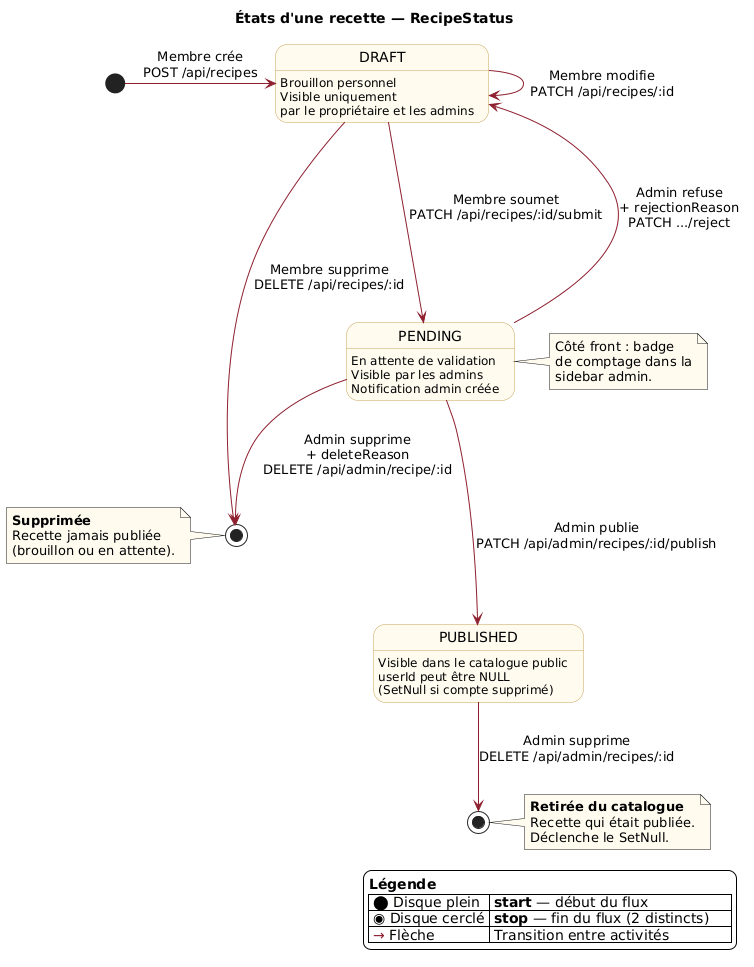 États d'une recette — RecipeStatus
Membre crée
POST /api/recipes
DRAFT
Brouillon personnel
Visible uniquement
par le propriétaire et les admins
Membre modifie
PATCH /api/recipes/:id
Membre soumet
PATCH /api/recipes/:id/submit
Admin refuse
+ rejectionReason
PATCH .../reject
Membre supprime
DELETE /api/recipes/:id
PENDING
En attente de validation
Visible par les admins
Notification admin créée
Côté front : badge
de comptage dans la
sidebar admin.
Admin supprime
+ deleteReason
DELETE /api/admin/recipe/:id
Supprimée
Recette jamais publiée
(brouillon ou en attente).
Admin publie
PATCH /api/admin/recipes/:id/publish
PUBLISHED
Visible dans le catalogue public
userId peut être NULL
(SetNull si compte supprimé)
Admin supprime
DELETE /api/admin/recipes/:id
Retirée du catalogue
Recette qui était publiée.
Déclenche le SetNull.
Légende
● Disque plein start — début du flux
◉ Disque cerclé stop — fin du flux (2 distincts)
→ Flèche Transition entre activités